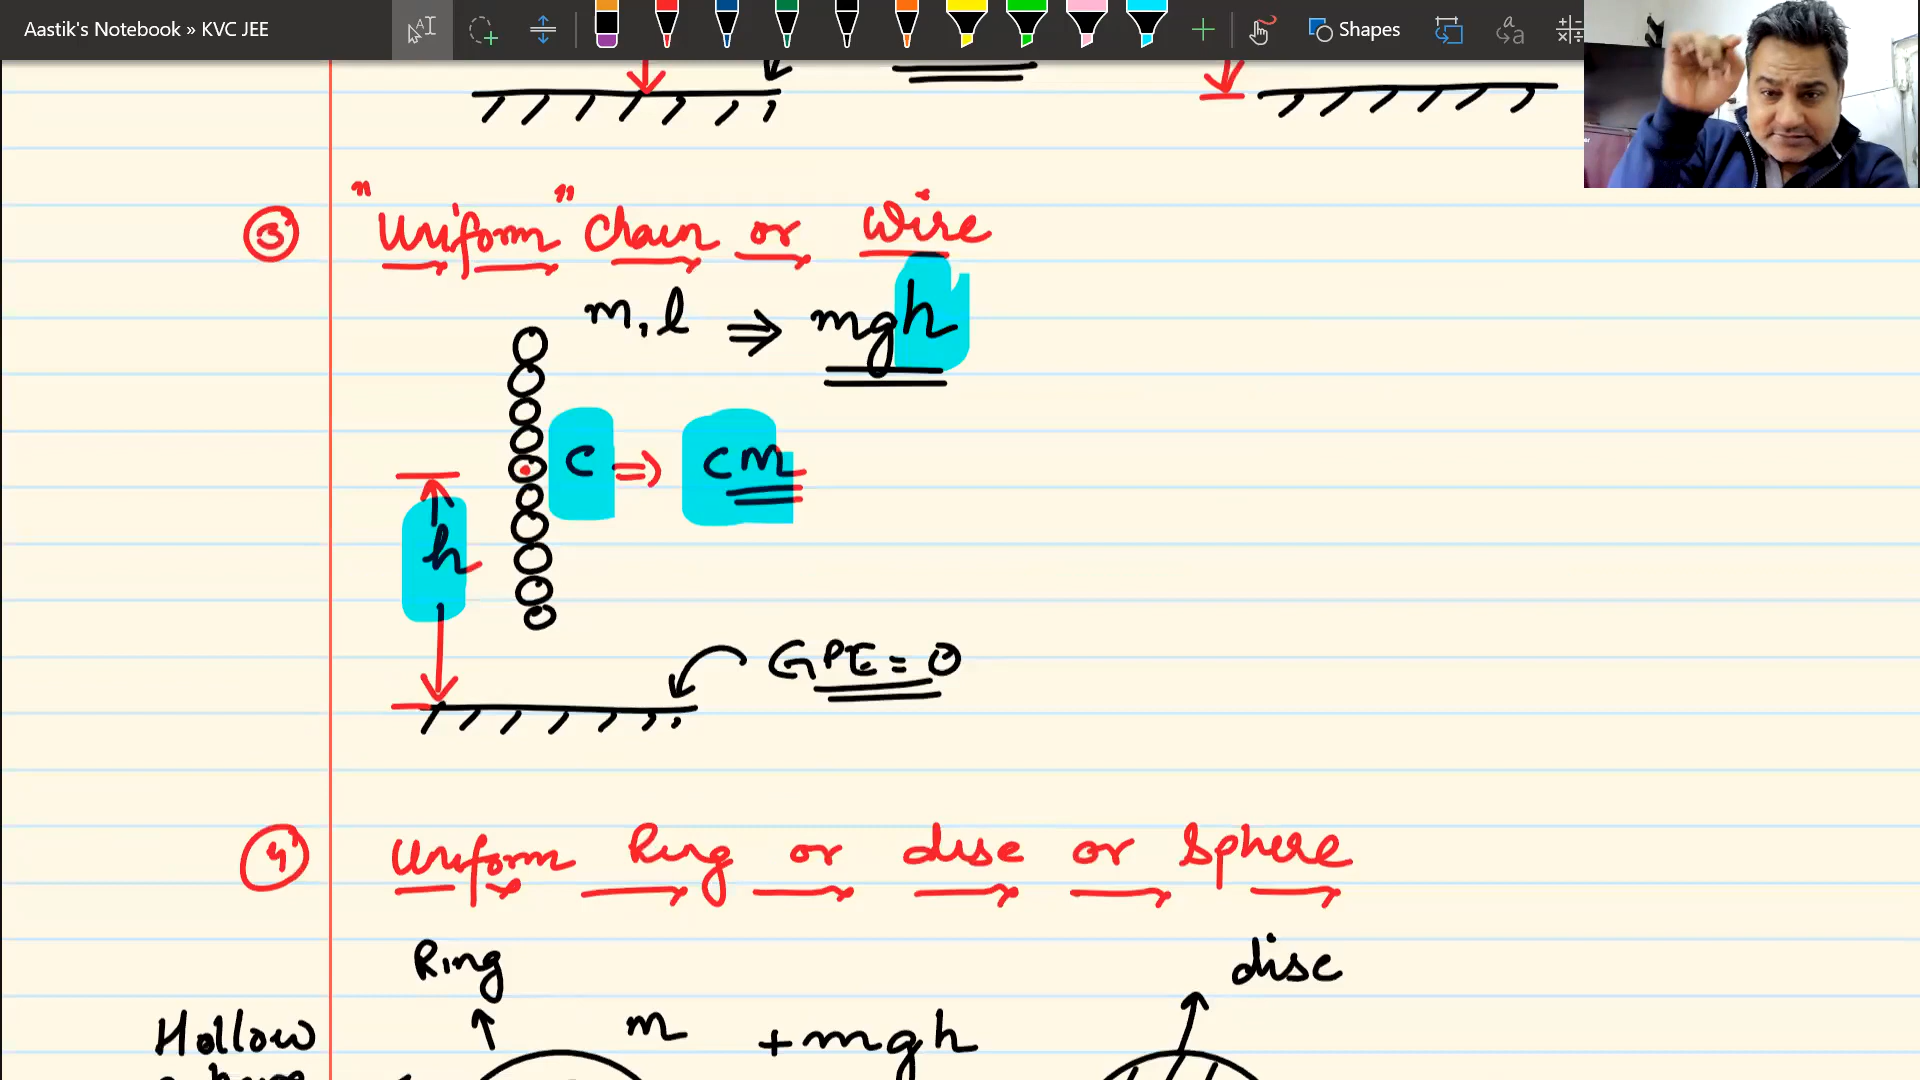 Aastik's Notebook » KVC JEE
Shapes
③ "Uniform" Chain or Wire
m, l ⇒ mgh
C ⇒ CM
h
GPE = 0
④ Uniform Ring or disc or Sphere
Ring
disc
Hollow
m
+mgh